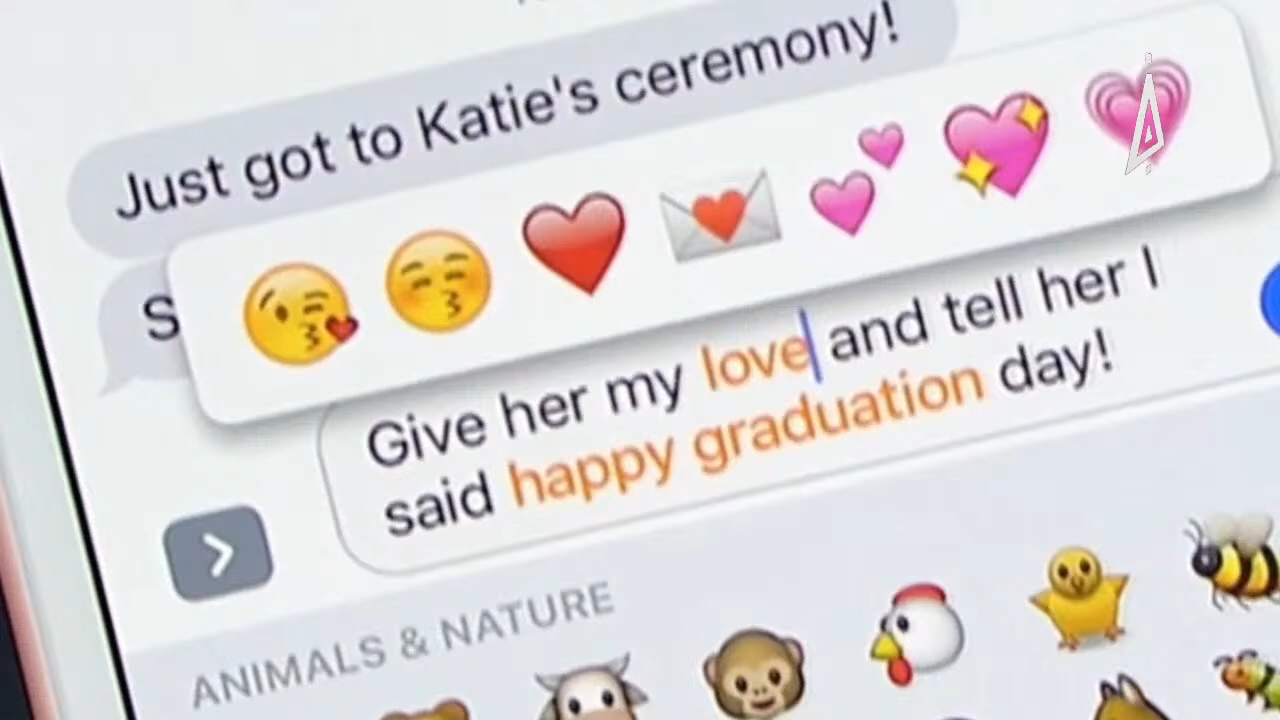 Just got to Katie's ceremony!
S
Give her my love and tell her I
said happy graduation day!
ANIMALS & NATURE